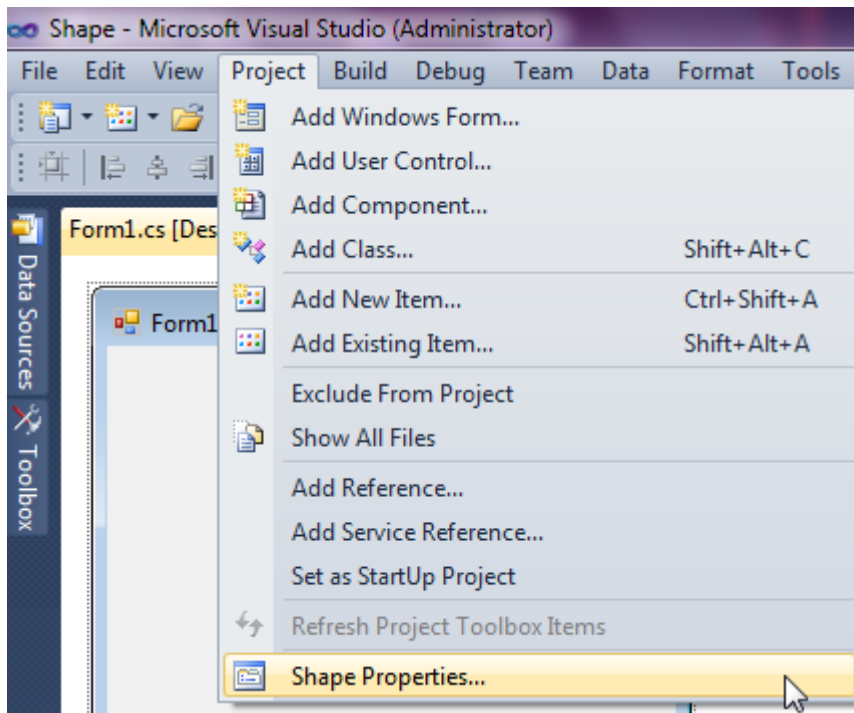 Shape - Microsoft Visual Studio (Administrator)
File Edit View Project Build Debug Team Data Format Tools
Add Windows Form...
Add User Control...
Add Component...
Form1.cs [Des
Add Class... Shift+Alt+C
Add New Item... Ctrl+Shift+A
Form1
Add Existing Item... Shift+Alt+A
Exclude From Project
Show All Files
Add Reference...
Add Service Reference...
Set as StartUp Project
Refresh Project Toolbox Items
Shape Properties...
Data Sources
Toolbox